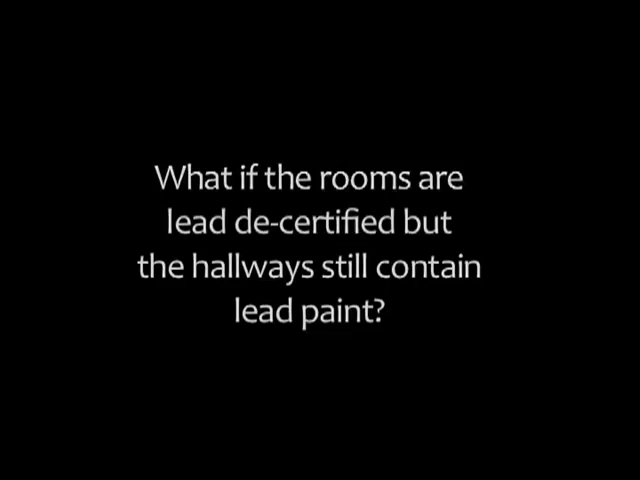 What if the rooms are
lead de-certified but
the hallways still contain
lead paint?